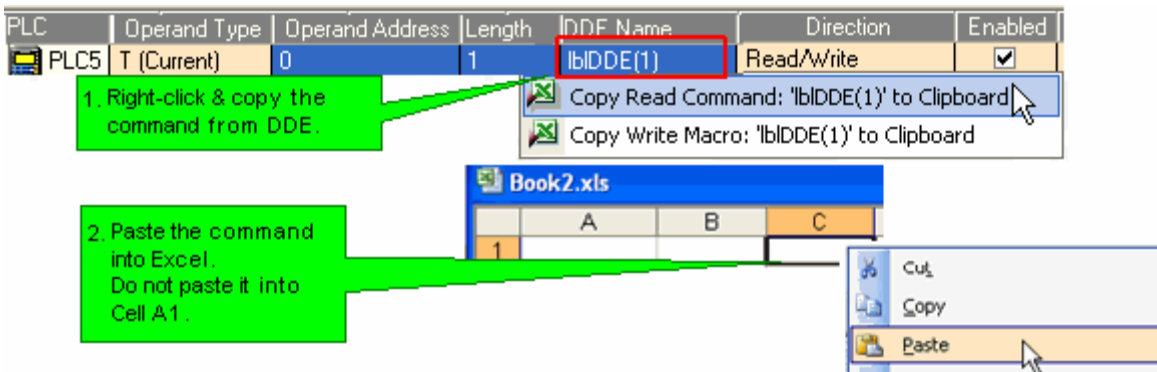 PLC Operand Type Operand Address Length DDE Name Direction Enabled
PLC5 T (Current) 0 1 lblDDE(1) Read/Write
1. Right-click & copy the
command from DDE.
Copy Read Command: 'lblDDE(1)' to Clipboard
Copy Write Macro: 'lblDDE(1)' to Clipboard
Book2.xls
A B C
1
2. Paste the command
into Excel.
Do not paste it into
Cell A1.
Cut
Copy
Paste